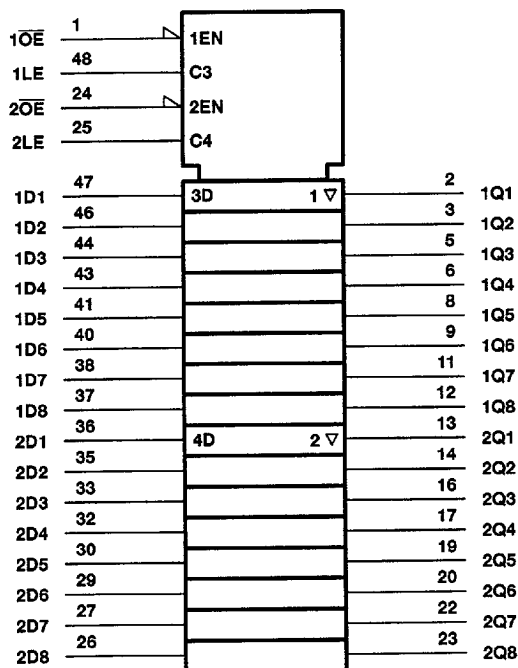 1O̅E̅ 1 1EN
1LE 48 C3
2O̅E̅ 24 2EN
2LE 25 C4
1D1 47 3D 1 ▽ 2 1Q1
1D2 46 3 1Q2
1D3 44 5 1Q3
1D4 43 6 1Q4
1D5 41 8 1Q5
1D6 40 9 1Q6
1D7 38 11 1Q7
1D8 37 12 1Q8
2D1 36 4D 2 ▽ 13 2Q1
2D2 35 14 2Q2
2D3 33 16 2Q3
2D4 32 17 2Q4
2D5 30 19 2Q5
2D6 29 20 2Q6
2D7 27 22 2Q7
2D8 26 23 2Q8